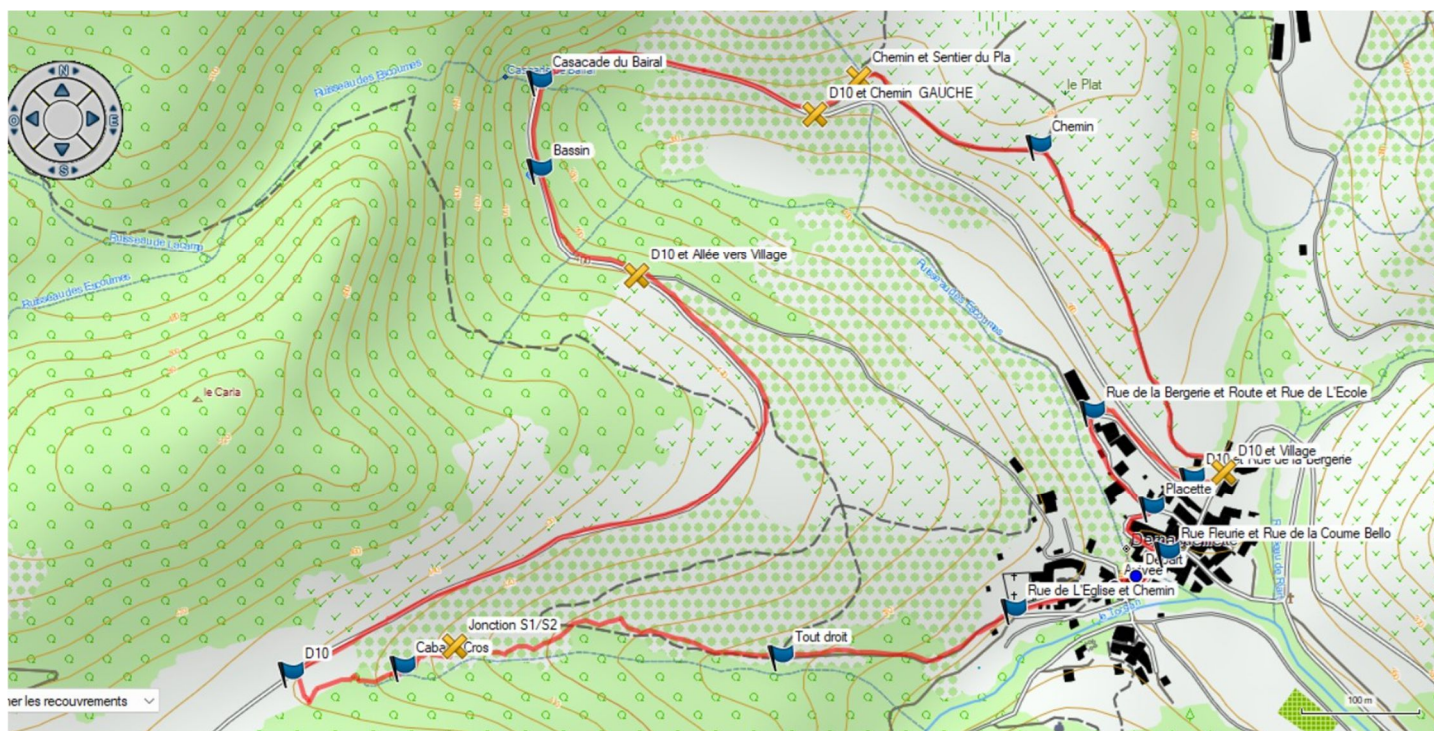 N
Casacade du Bairal
Chemin et Sentier du Pla
Ruisseau des Escoumes
D10 et Chemin GAUCHE
le Plat
O
E
Chemin
Bassin
S
Ruisseau de Lacamp
D10 et Allée vers Village
Ruisseau des Escoumes
Ruisseau des Escoumes
le Carla
Rue de la Bergerie et Route et Rue de L'Ecole
D10 et Village
D10 et Rue de la Bergerie
Placette
Rue Fleurie et Rue de la Coume Bello
Départ
Rue de L'Eglise et Chemin
Jonction S1/S2
Tout droit
D10
Cros
ner les recouvrements
100 m